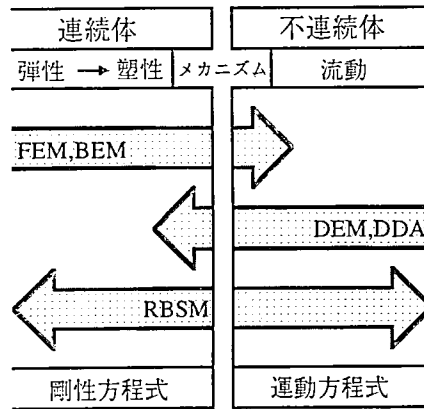 連続体 不連続体
弾性 → 塑性 メカニズム 流動
FEM,BEM
DEM,DDA
RBSM
剛性方程式 運動方程式